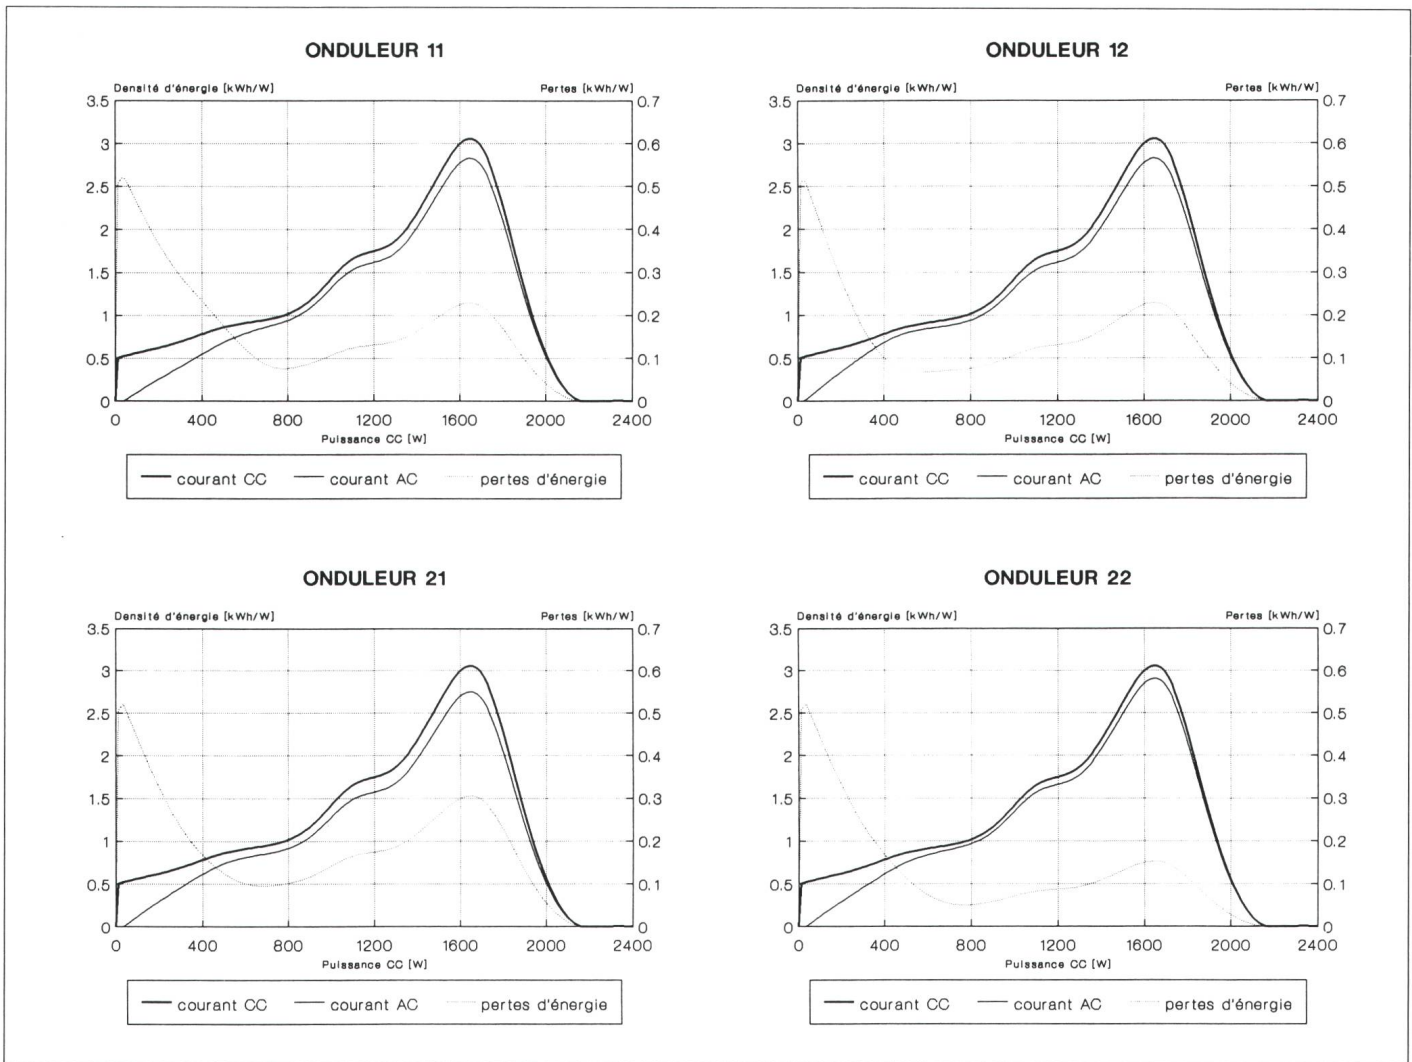 ONDULEUR 11
Densité d'énergie [kWh/W] Pertes [kWh/W]
3.5 0.7
3 0.6
2.5 0.5
2 0.4
1.5 0.3
1 0.2
0.5 0.1
0 0
0 400 800 1200 1600 2000 2400
Puissance CC [W]
courant CC courant AC pertes d'énergie
ONDULEUR 12
Densité d'énergie [kWh/W] Pertes [kWh/W]
3.5 0.7
3 0.6
2.5 0.5
2 0.4
1.5 0.3
1 0.2
0.5 0.1
0 0
0 400 800 1200 1600 2000 2400
Puissance CC [W]
courant CC courant AC pertes d'énergie
ONDULEUR 21
Densité d'énergie [kWh/W] Pertes [kWh/W]
3.5 0.7
3 0.6
2.5 0.5
2 0.4
1.5 0.3
1 0.2
0.5 0.1
0 0
0 400 800 1200 1600 2000 2400
Puissance CC [W]
courant CC courant AC pertes d'énergie
ONDULEUR 22
Densité d'énergie [kWh/W] Pertes [kWh/W]
3.5 0.7
3 0.6
2.5 0.5
2 0.4
1.5 0.3
1 0.2
0.5 0.1
0 0
0 400 800 1200 1600 2000 2400
Puissance CC [W]
courant CC courant AC pertes d'énergie